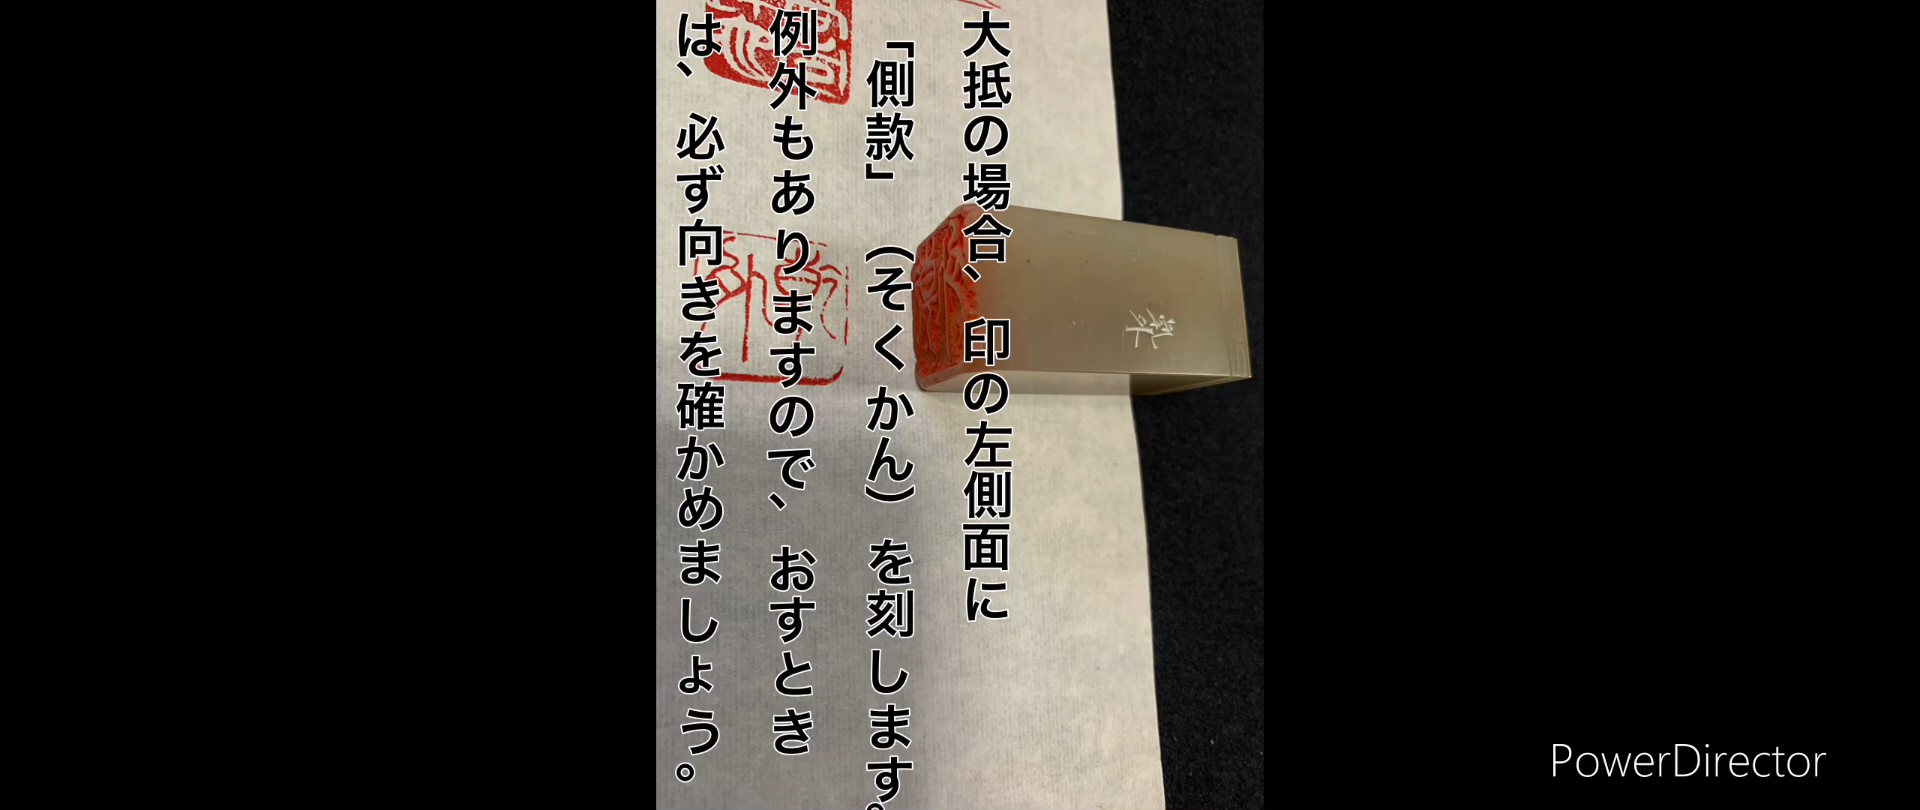 大抵の場合、印の左側面に
「側款」（そくかん）を刻します。
例外もありますので、おすとき
は、必ず向きを確かめましょう。
PowerDirector